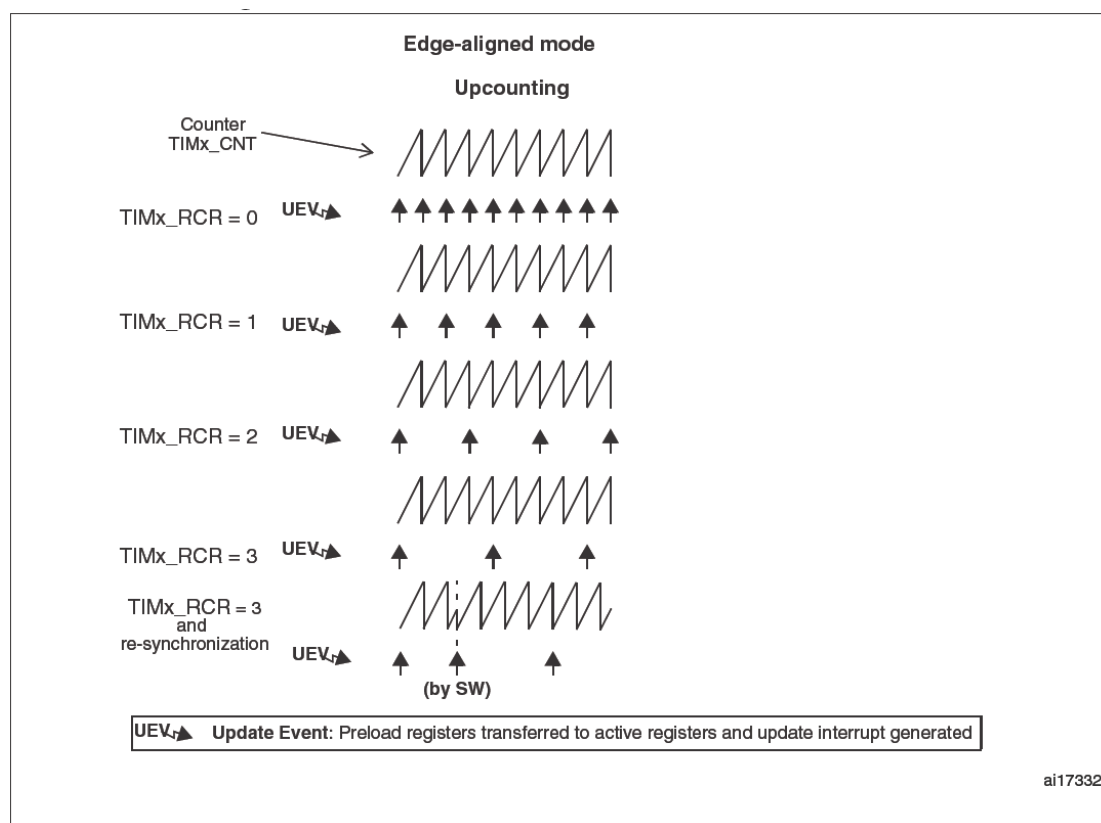 Edge-aligned mode
Upcounting
Counter
TIMx_CNT
TIMx_RCR = 0
UEV
TIMx_RCR = 1
UEV
TIMx_RCR = 2
UEV
TIMx_RCR = 3
UEV
TIMx_RCR = 3
and
re-synchronization
UEV
(by SW)
UEV Update Event: Preload registers transferred to active registers and update interrupt generated
ai17332